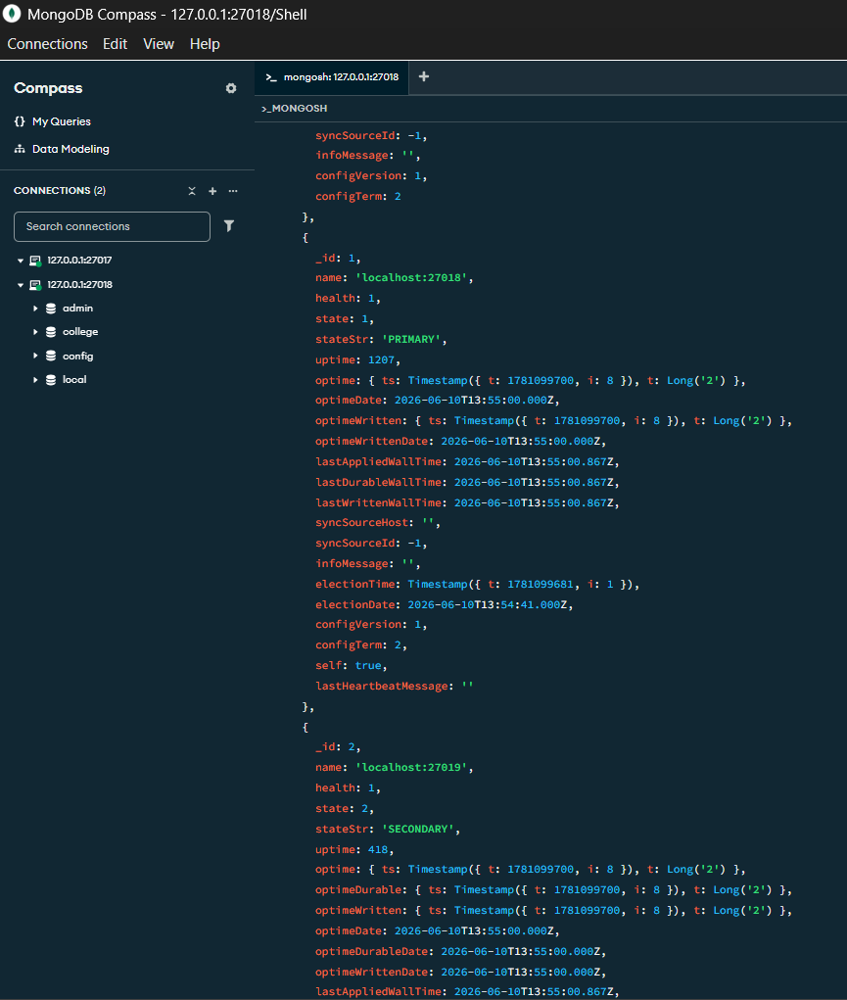 MongoDB Compass - 127.0.0.1:27018/Shell
Connections Edit View Help
Compass
{} My Queries
Data Modeling
CONNECTIONS (2)
Search connections
127.0.0.1:27017
127.0.0.1:27018
admin
college
config
local
>_ mongosh: 127.0.0.1:27018 +
>_MONGOSH
syncSourceId: -1,
infoMessage: '',
configVersion: 1,
configTerm: 2
},
{
_id: 1,
name: 'localhost:27018',
health: 1,
state: 1,
stateStr: 'PRIMARY',
uptime: 1207,
optime: { ts: Timestamp({ t: 1781099700, i: 8 }), t: Long('2') },
optimeDate: 2026-06-10T13:55:00.000Z,
optimeWritten: { ts: Timestamp({ t: 1781099700, i: 8 }), t: Long('2') },
optimeWrittenDate: 2026-06-10T13:55:00.000Z,
lastAppliedWallTime: 2026-06-10T13:55:00.867Z,
lastDurableWallTime: 2026-06-10T13:55:00.867Z,
lastWrittenWallTime: 2026-06-10T13:55:00.867Z,
syncSourceHost: '',
syncSourceId: -1,
infoMessage: '',
electionTime: Timestamp({ t: 1781099681, i: 1 }),
electionDate: 2026-06-10T13:54:41.000Z,
configVersion: 1,
configTerm: 2,
self: true,
lastHeartbeatMessage: ''
},
{
_id: 2,
name: 'localhost:27019',
health: 1,
state: 2,
stateStr: 'SECONDARY',
uptime: 418,
optime: { ts: Timestamp({ t: 1781099700, i: 8 }), t: Long('2') },
optimeDurable: { ts: Timestamp({ t: 1781099700, i: 8 }), t: Long('2') },
optimeWritten: { ts: Timestamp({ t: 1781099700, i: 8 }), t: Long('2') },
optimeDate: 2026-06-10T13:55:00.000Z,
optimeDurableDate: 2026-06-10T13:55:00.000Z,
optimeWrittenDate: 2026-06-10T13:55:00.000Z,
lastAppliedWallTime: 2026-06-10T13:55:00.867Z,